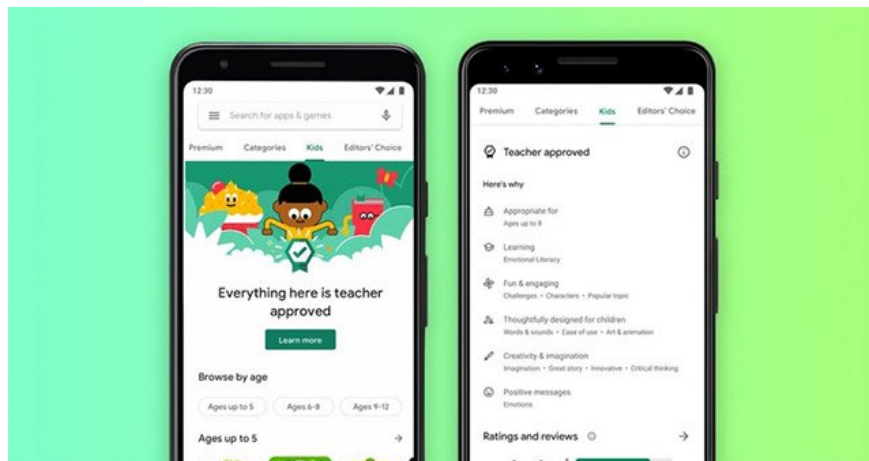 12:30
Search for apps & games
Premium Categories Kids Editors' Choice
Everything here is teacher
approved
Learn more
Browse by age
Ages up to 5 Ages 6-8 Ages 9-12
Ages up to 5
12:30
Premium Categories Kids Editors' Choice
Teacher approved
Here's why
Appropriate for
Ages up to 8
Learning
Emotional Literacy
Fun & engaging
Challenges • Characters • Popular topic
Thoughtfully designed for children
Words & sounds • Ease of use • Art & animation
Creativity & imagination
Imagination • Great story • Innovative • Critical thinking
Positive messages
Emotions
Ratings and reviews